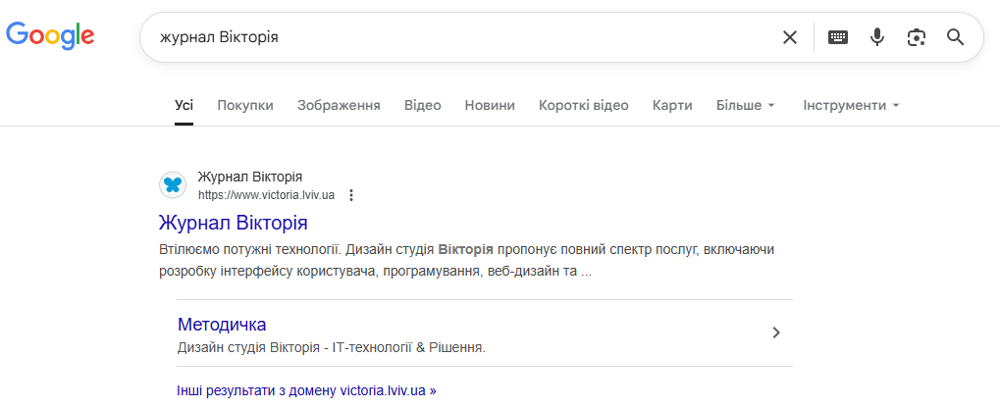 Google
журнал Вікторія
Усі Покупки Зображення Відео Новини Короткі відео Карти Більше Інструменти
Журнал Вікторія
https://www.victoria.lviv.ua
Журнал Вікторія
Втілюємо потужні технології. Дизайн студія Вікторія пропонує повний спектр послуг, включаючи
розробку інтерфейсу користувача, програмування, веб-дизайн та ...
Методичка
Дизайн студія Вікторія - ІТ-технології & Рішення.
Інші результати з домену victoria.lviv.ua »